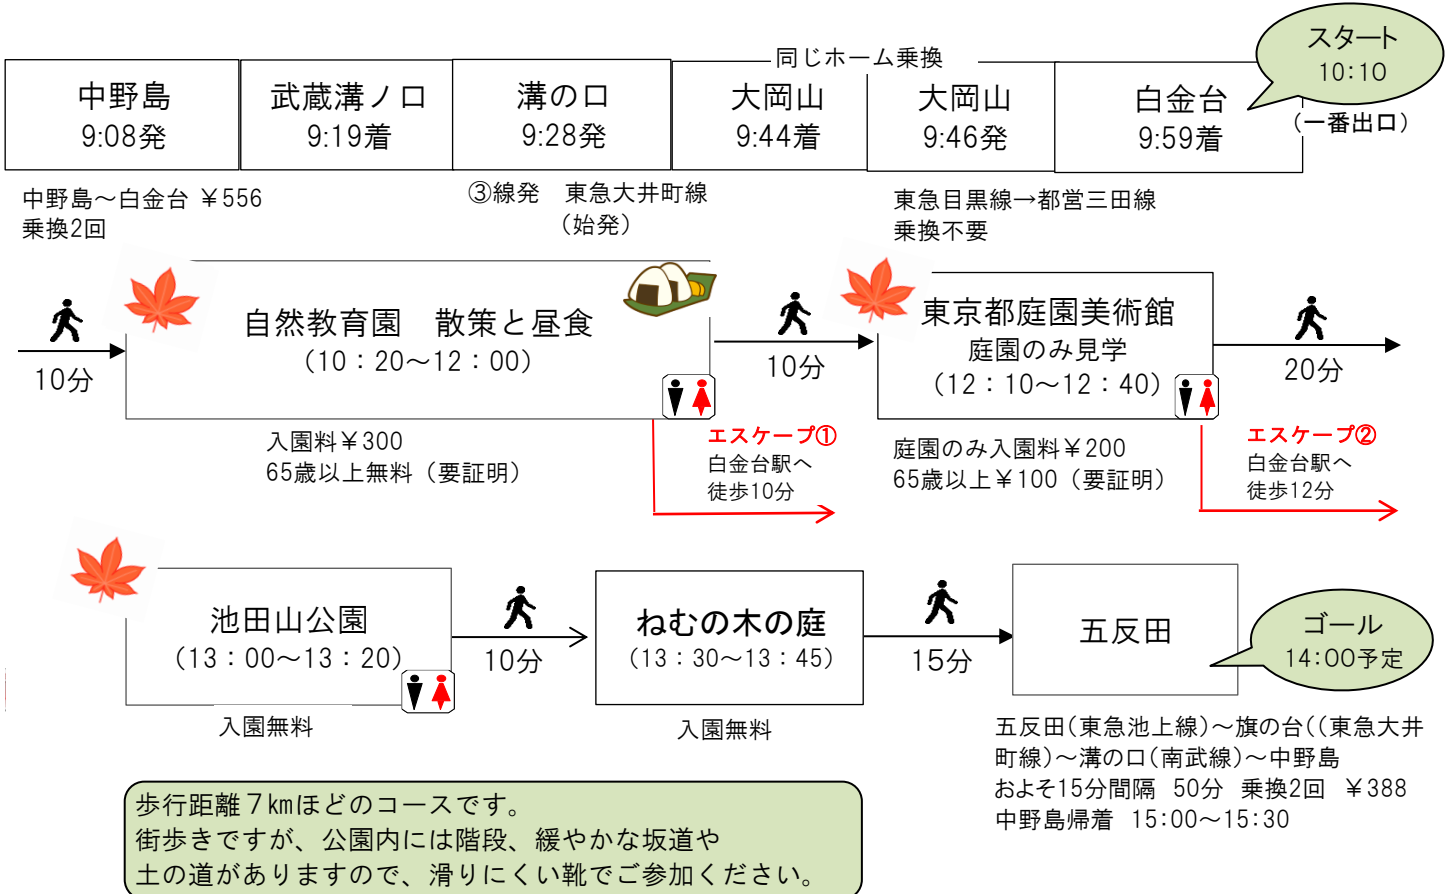 スタート
10:10
同じホーム乗換
中野島
9:08発
武蔵溝ノ口
9:19着
溝の口
9:28発
大岡山
9:44着
大岡山
9:46発
白金台
9:59着
(一番出口)
中野島～白金台 ¥556
乗換2回
③線発 東急大井町線
(始発)
東急目黒線→都営三田線
乗換不要
10分
自然教育園 散策と昼食
(10:20～12:00)
10分
東京都庭園美術館
庭園のみ見学
(12:10～12:40)
20分
入園料¥300
65歳以上無料(要証明)
エスケープ①
白金台駅へ
徒歩10分
庭園のみ入園料¥200
65歳以上¥100(要証明)
エスケープ②
白金台駅へ
徒歩12分
池田山公園
(13:00～13:20)
入園無料
10分
ねむの木の庭
(13:30～13:45)
入園無料
15分
五反田
ゴール
14:00予定
五反田(東急池上線)～旗の台((東急大井
町線)～溝の口(南武線)～中野島
およそ15分間隔 50分 乗換2回 ¥388
中野島帰着 15:00～15:30
歩行距離7kmほどのコースです。
街歩きですが、公園内には階段、緩やかな坂道や
土の道がありますので、滑りにくい靴でご参加ください。